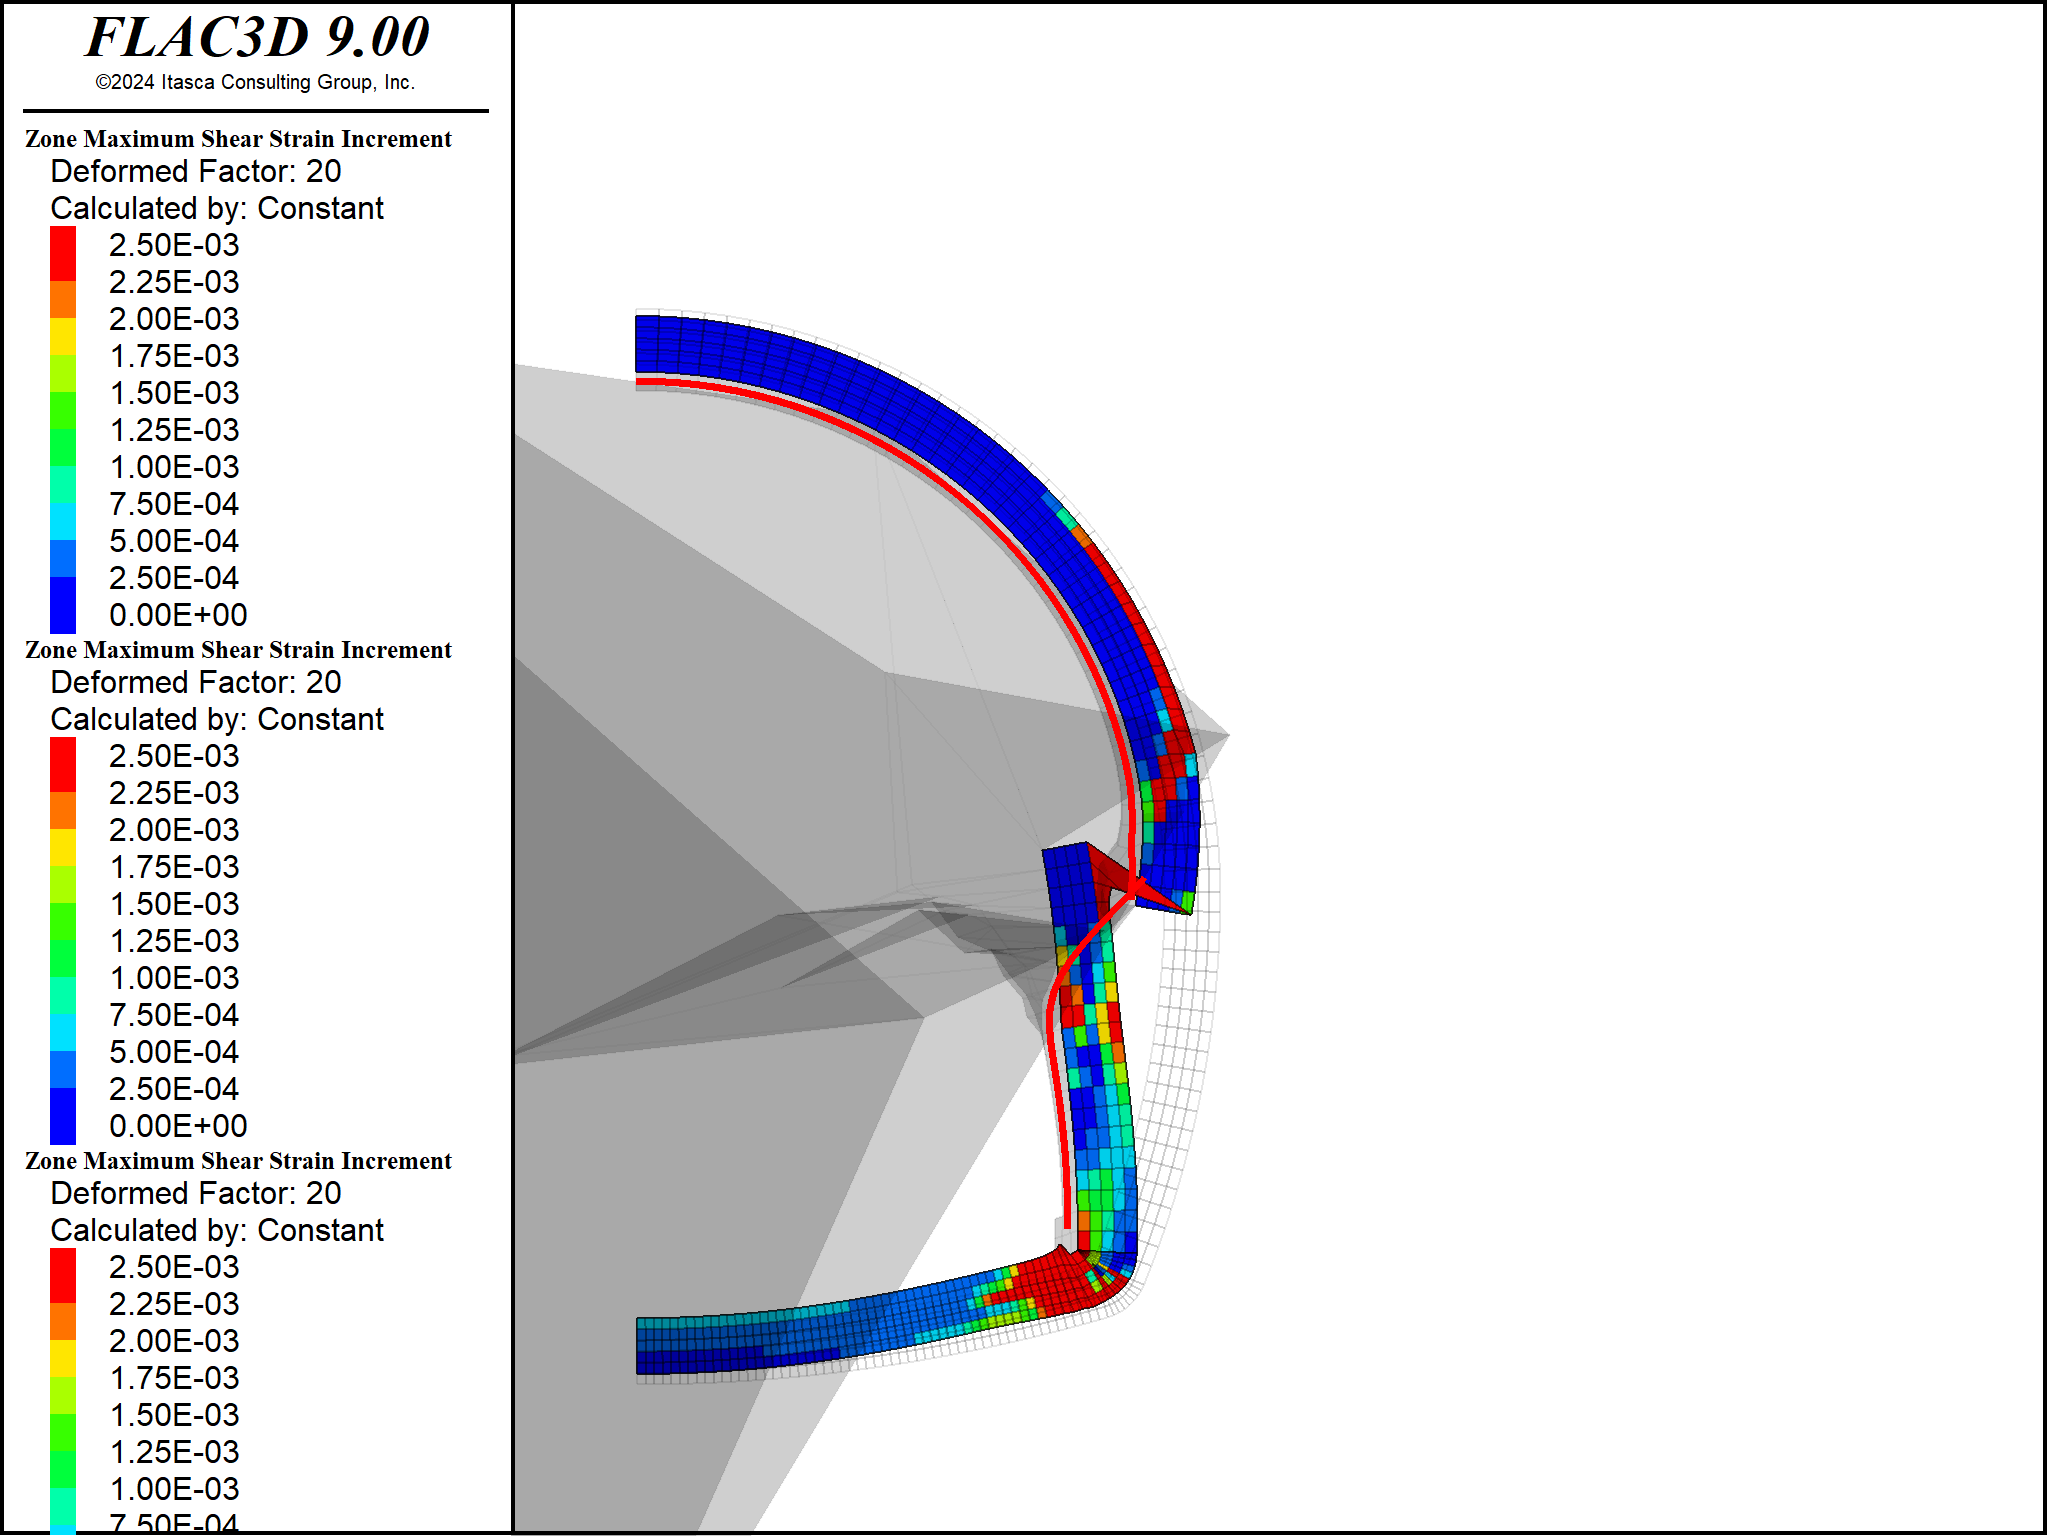 FLAC3D 9.00
©2024 Itasca Consulting Group, Inc.
Zone Maximum Shear Strain Increment
Deformed Factor: 20
Calculated by: Constant
2.50E-03
2.25E-03
2.00E-03
1.75E-03
1.50E-03
1.25E-03
1.00E-03
7.50E-04
5.00E-04
2.50E-04
0.00E+00
Zone Maximum Shear Strain Increment
Deformed Factor: 20
Calculated by: Constant
2.50E-03
2.25E-03
2.00E-03
1.75E-03
1.50E-03
1.25E-03
1.00E-03
7.50E-04
5.00E-04
2.50E-04
0.00E+00
Zone Maximum Shear Strain Increment
Deformed Factor: 20
Calculated by: Constant
2.50E-03
2.25E-03
2.00E-03
1.75E-03
1.50E-03
1.25E-03
1.00E-03
7.50E-04